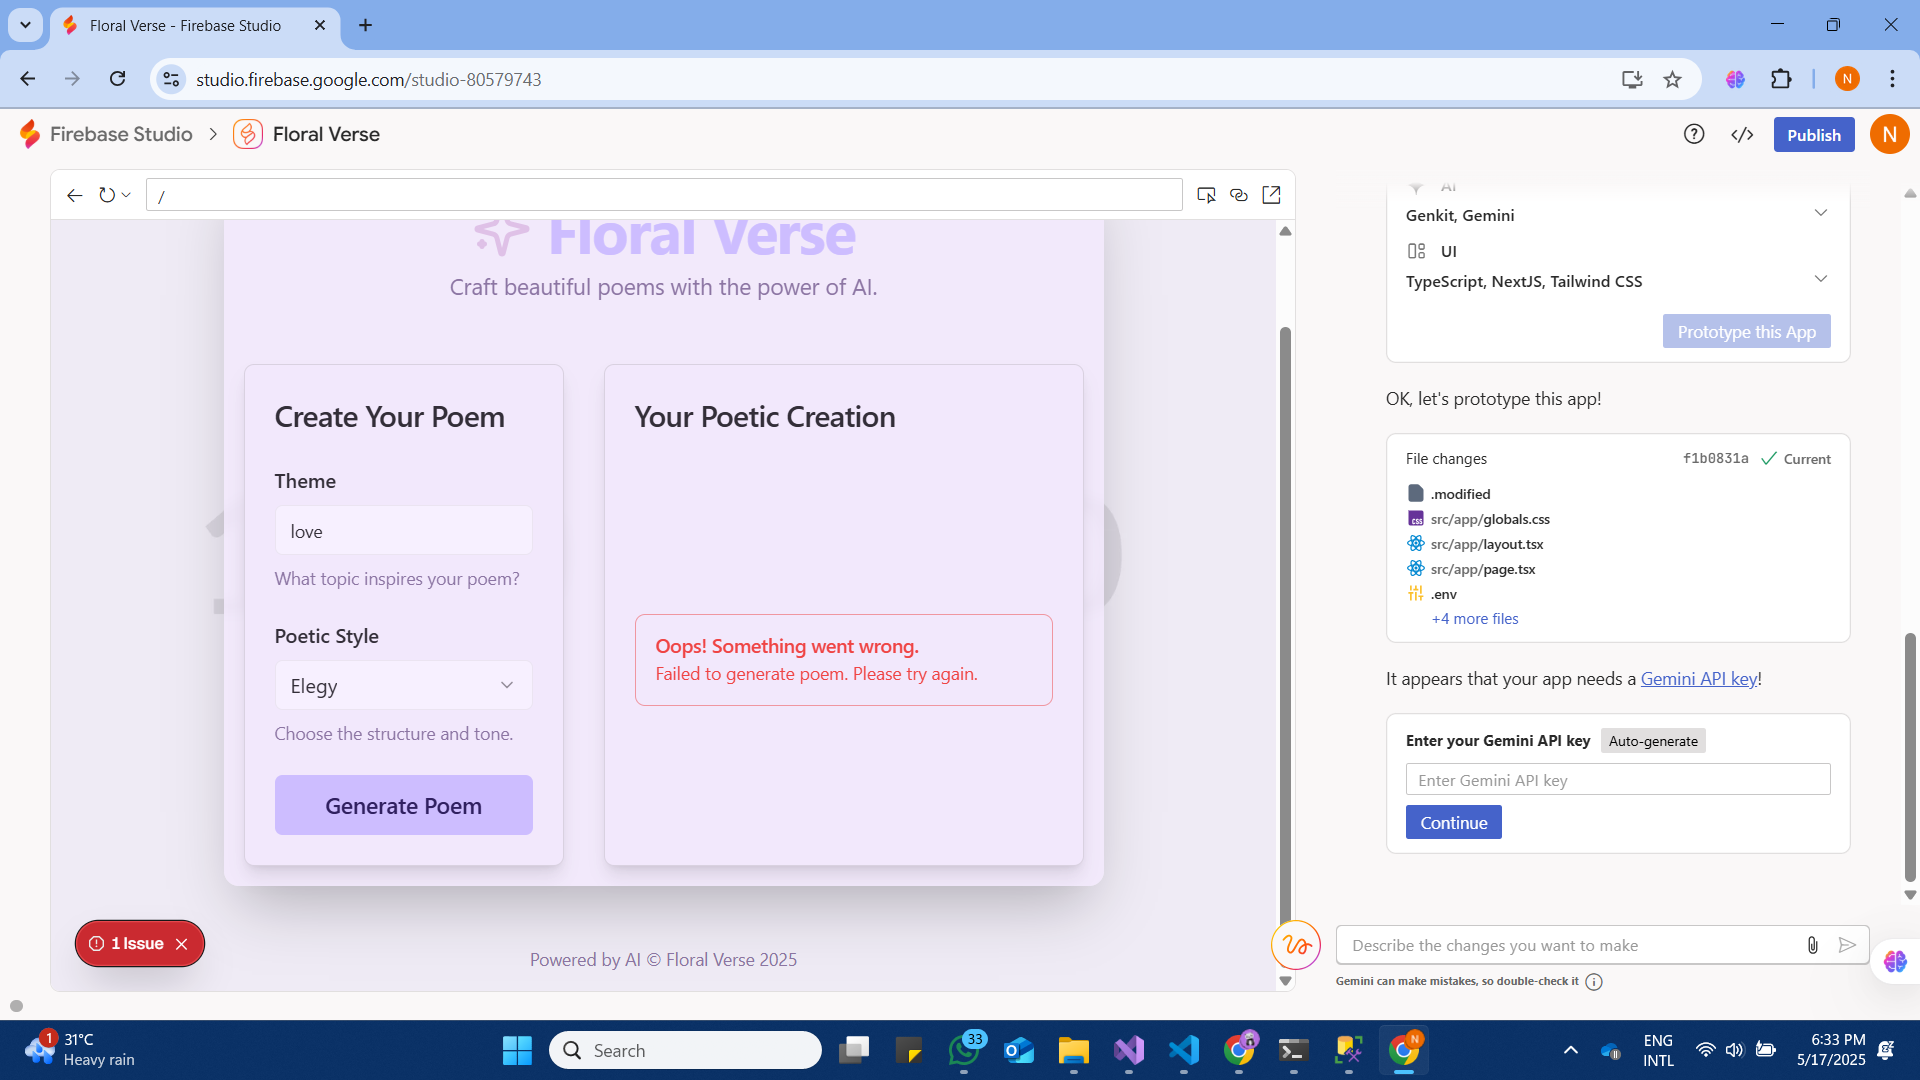 Floral Verse - Firebase Studio
studio.firebase.google.com/studio-80579743
N
Firebase Studio
Floral Verse
Publish
N
/
Floral Verse
Craft beautiful poems with the power of AI.
Create Your Poem
Theme
love
What topic inspires your poem?
Poetic Style
Elegy
Choose the structure and tone.
Generate Poem
Your Poetic Creation
Oops! Something went wrong.
Failed to generate poem. Please try again.
1 Issue
Powered by AI © Floral Verse 2025
AI
Genkit, Gemini
UI
TypeScript, NextJS, Tailwind CSS
Prototype this App
OK, let's prototype this app!
File changes
f1b0831a
Current
.modified
src/app/globals.css
src/app/layout.tsx
src/app/page.tsx
.env
+4 more files
It appears that your app needs a Gemini API key!
Enter your Gemini API key
Auto-generate
Enter Gemini API key
Continue
Describe the changes you want to make
Gemini can make mistakes, so double-check it
1
31°C
Heavy rain
Search
33
N
ENG
INTL
6:33 PM
5/17/2025